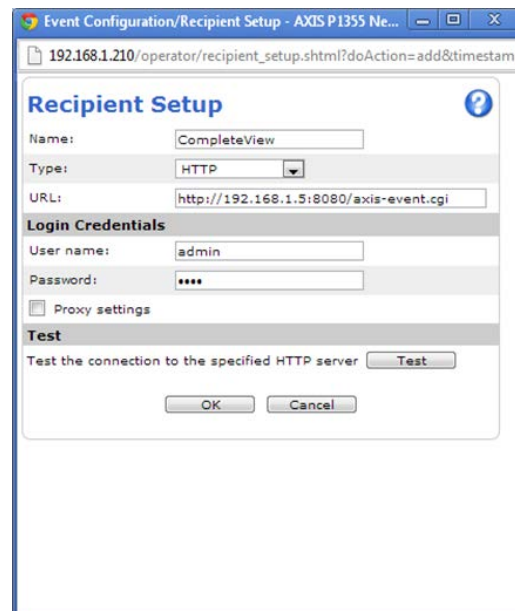 Event Configuration/Recipient Setup - AXIS P1355 Ne...
192.168.1.210/operator/recipient_setup.shtml?doAction=add&timestam
Recipient Setup
?
Name: CompleteView
Type: HTTP
URL: http://192.168.1.5:8080/axis-event.cgi
Login Credentials
User name: admin
Password: ••••
Proxy settings
Test
Test the connection to the specified HTTP server Test
OK Cancel